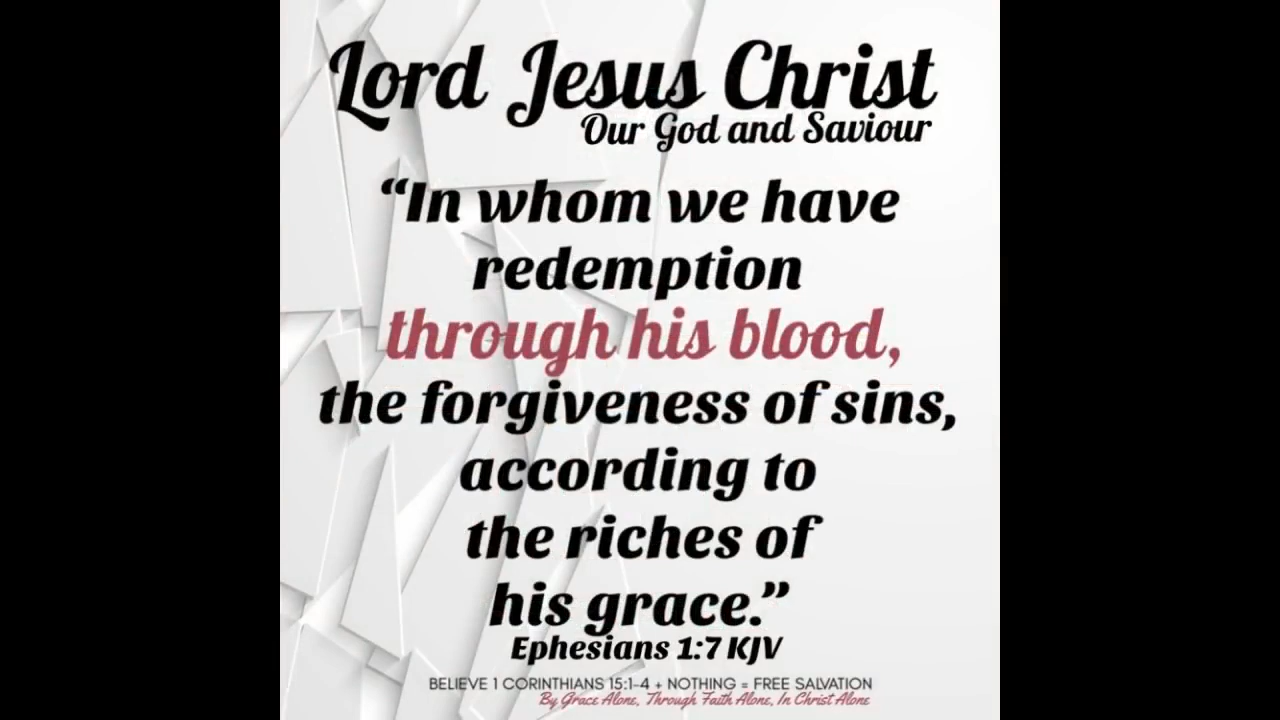 Lord Jesus Christ
Our God and Saviour
“In whom we have
redemption
through his blood,
the forgiveness of sins,
according to
the riches of
his grace.”
Ephesians 1:7 KJV
BELIEVE 1 CORINTHIANS 15:1-4 + NOTHING = FREE SALVATION
By Grace Alone, Through Faith Alone, In Christ Alone